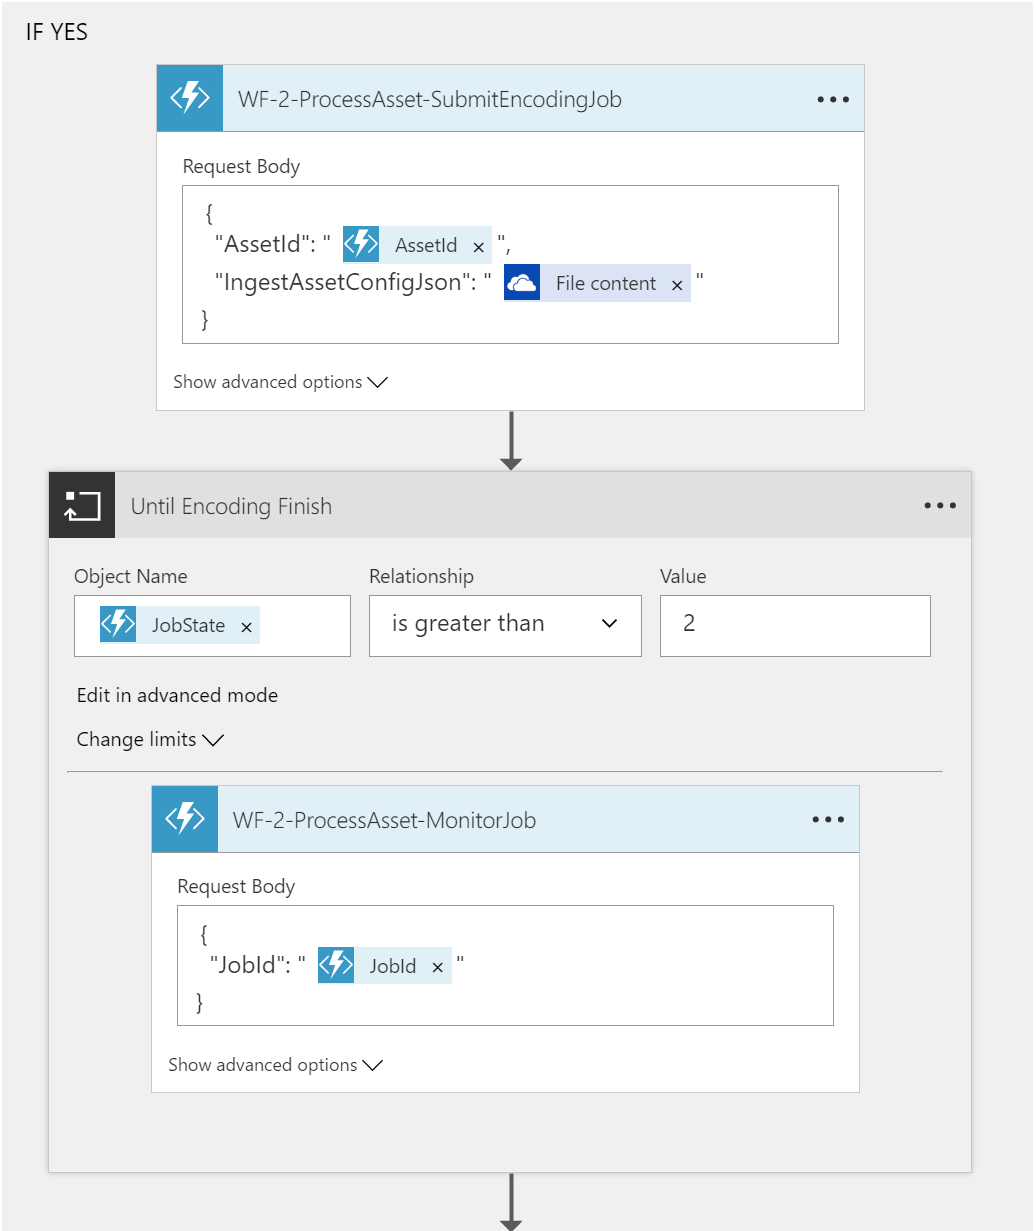 IF YES
WF-2-ProcessAsset-SubmitEncodingJob
Request Body
{
"AssetId": " AssetId × ",
"IngestAssetConfigJson": " File content × "
}
Show advanced options
Until Encoding Finish
Object Name Relationship Value
JobState × is greater than 2
Edit in advanced mode
Change limits
WF-2-ProcessAsset-MonitorJob
Request Body
{
"JobId": " JobId × "
}
Show advanced options